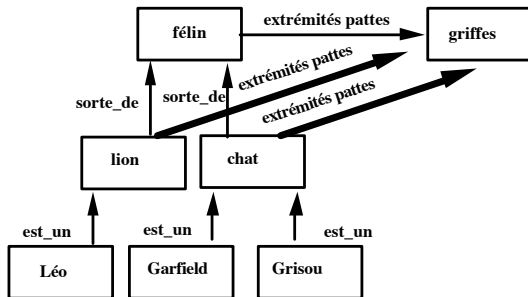 extrémités pattes
félin
griffes
extrémités pattes
sorte_de
sorte_de
extrémités pattes
lion
chat
est_un
est_un
est_un
Léo
Garfield
Grisou